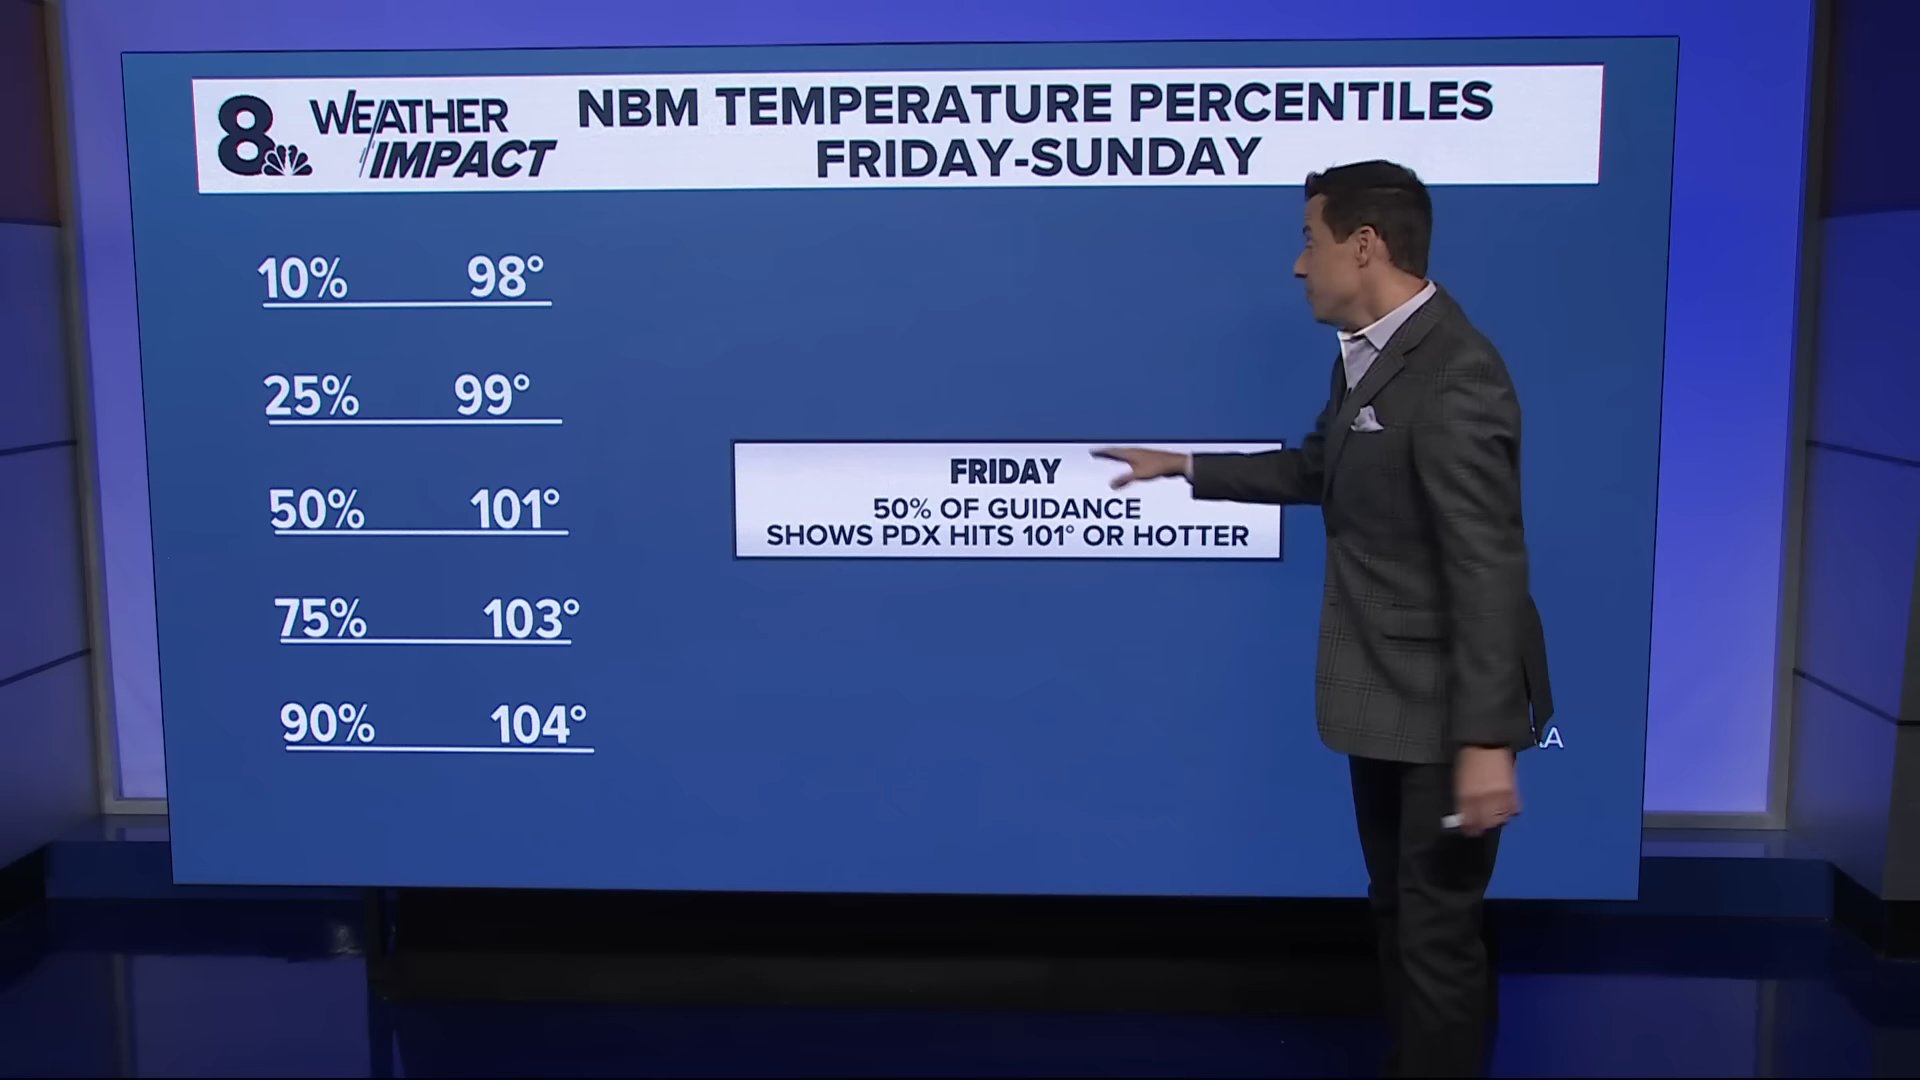 8 WEATHER IMPACT
NBM TEMPERATURE PERCENTILES
FRIDAY-SUNDAY
10% 98°
25% 99°
50% 101°
75% 103°
90% 104°
FRIDAY
50% OF GUIDANCE
SHOWS PDX HITS 101° OR HOTTER